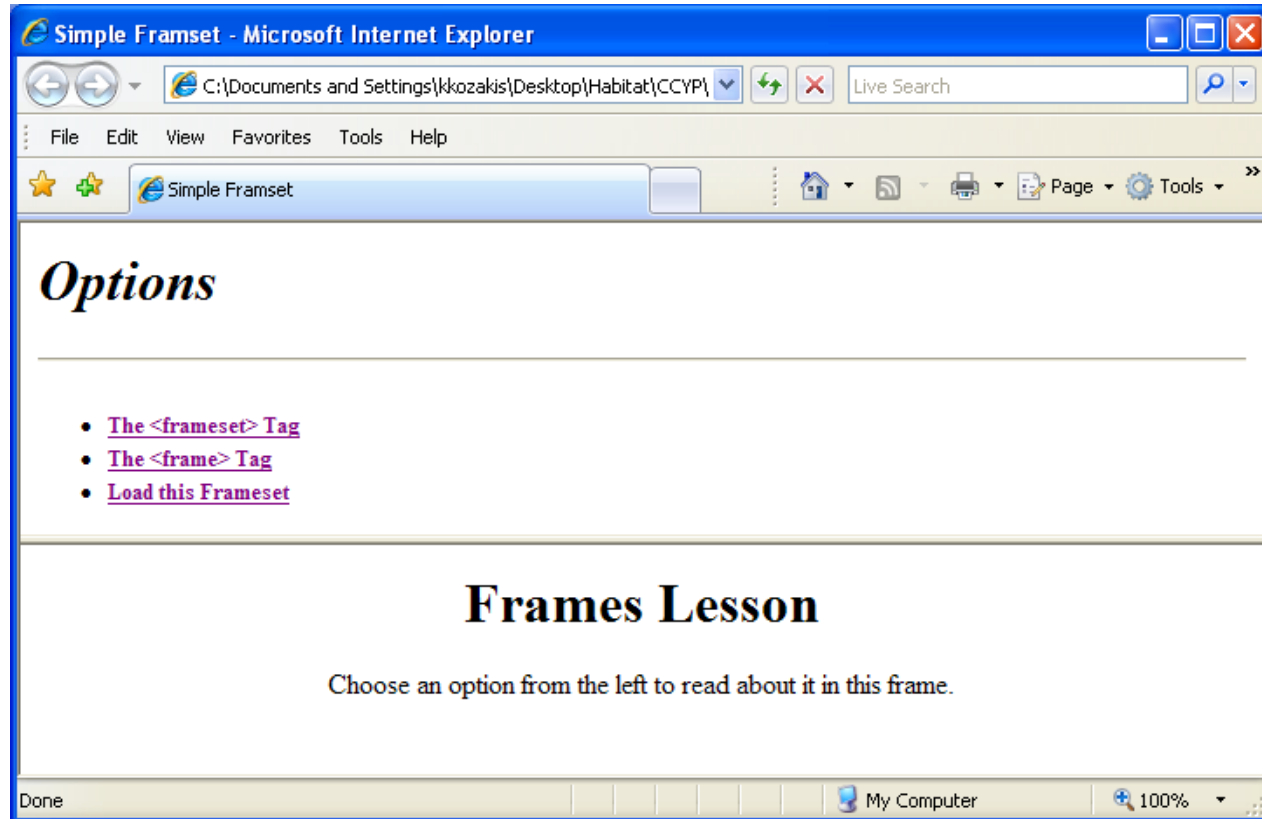 Simple Framset - Microsoft Internet Explorer
C:\Documents and Settings\kkozakis\Desktop\Habitat\CCYP\
Live Search
File Edit View Favorites Tools Help
Simple Framset
Page Tools »
Options
• The <frameset> Tag
• The <frame> Tag
• Load this Frameset
Frames Lesson
Choose an option from the left to read about it in this frame.
Done My Computer 100%